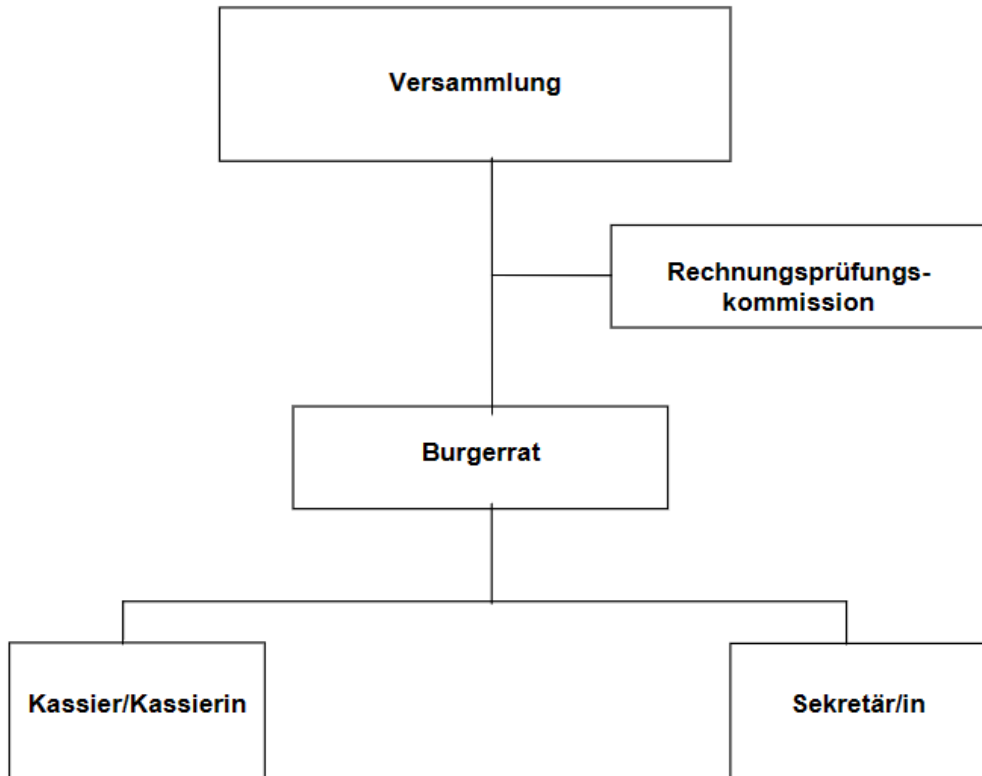 Versammlung
Rechnungsprüfungs-
kommission
Burgerrat
Kassier/Kassierin
Sekretär/in